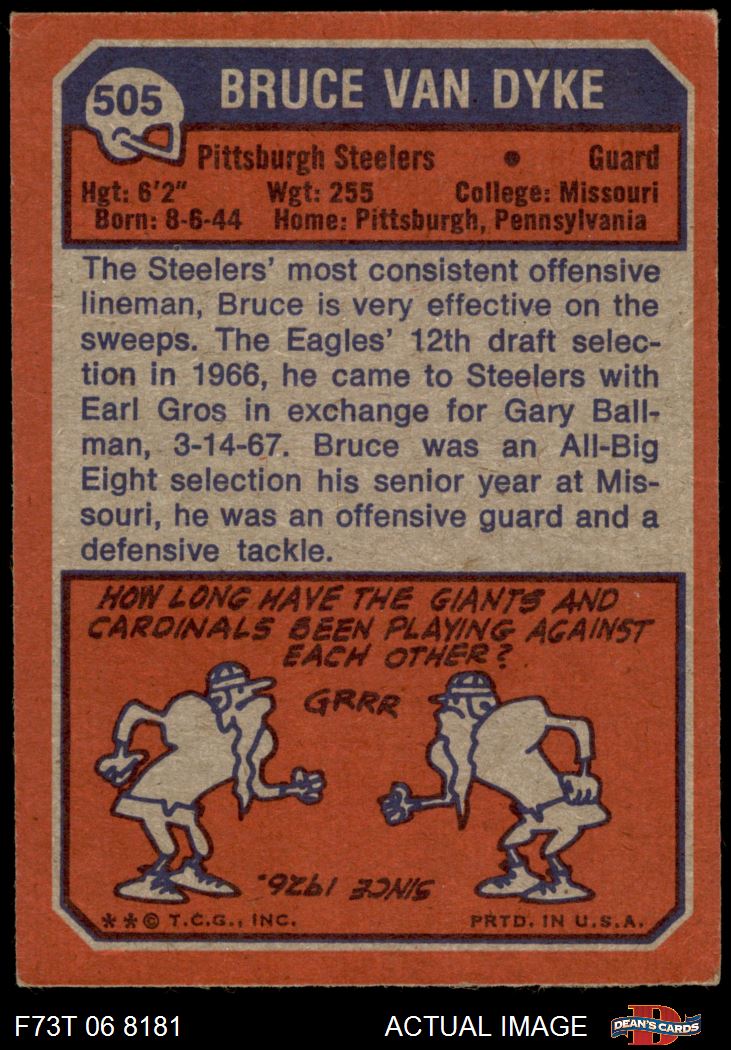 505
BRUCE VAN DYKE
Pittsburgh Steelers • Guard
Hgt: 6'2" Wgt: 255 College: Missouri
Born: 8-6-44 Home: Pittsburgh, Pennsylvania
The Steelers' most consistent offensive
lineman, Bruce is very effective on the
sweeps. The Eagles' 12th draft selec-
tion in 1966, he came to Steelers with
Earl Gros in exchange for Gary Ball-
man, 3-14-67. Bruce was an All-Big
Eight selection his senior year at Mis-
souri, he was an offensive guard and a
defensive tackle.
HOW LONG HAVE THE GIANTS AND
CARDINALS BEEN PLAYING AGAINST
EACH OTHER?
GRRR
SINCE 1926.
**© T.C.G., INC. PRTD. IN U.S.A.
F73T 06 8181 ACTUAL IMAGE
D
DEAN'S CARDS